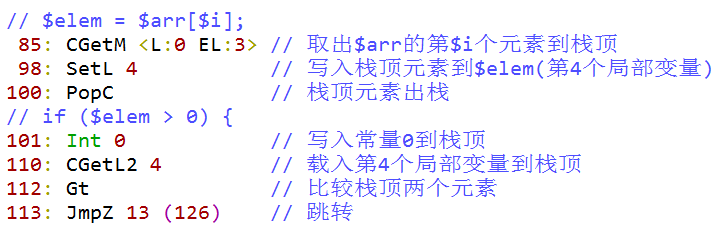 // $elem = $arr[$i];
85: CGetM <L:0 EL:3> // 取出$arr的第$i个元素到栈顶
98: SetL 4 // 写入栈顶元素到$elem(第4个局部变量)
100: PopC // 栈顶元素出栈
// if ($elem > 0) {
101: Int 0 // 写入常量0到栈顶
110: CGetL2 4 // 载入第4个局部变量到栈顶
112: Gt // 比较栈顶两个元素
113: JmpZ 13 (126) // 跳转